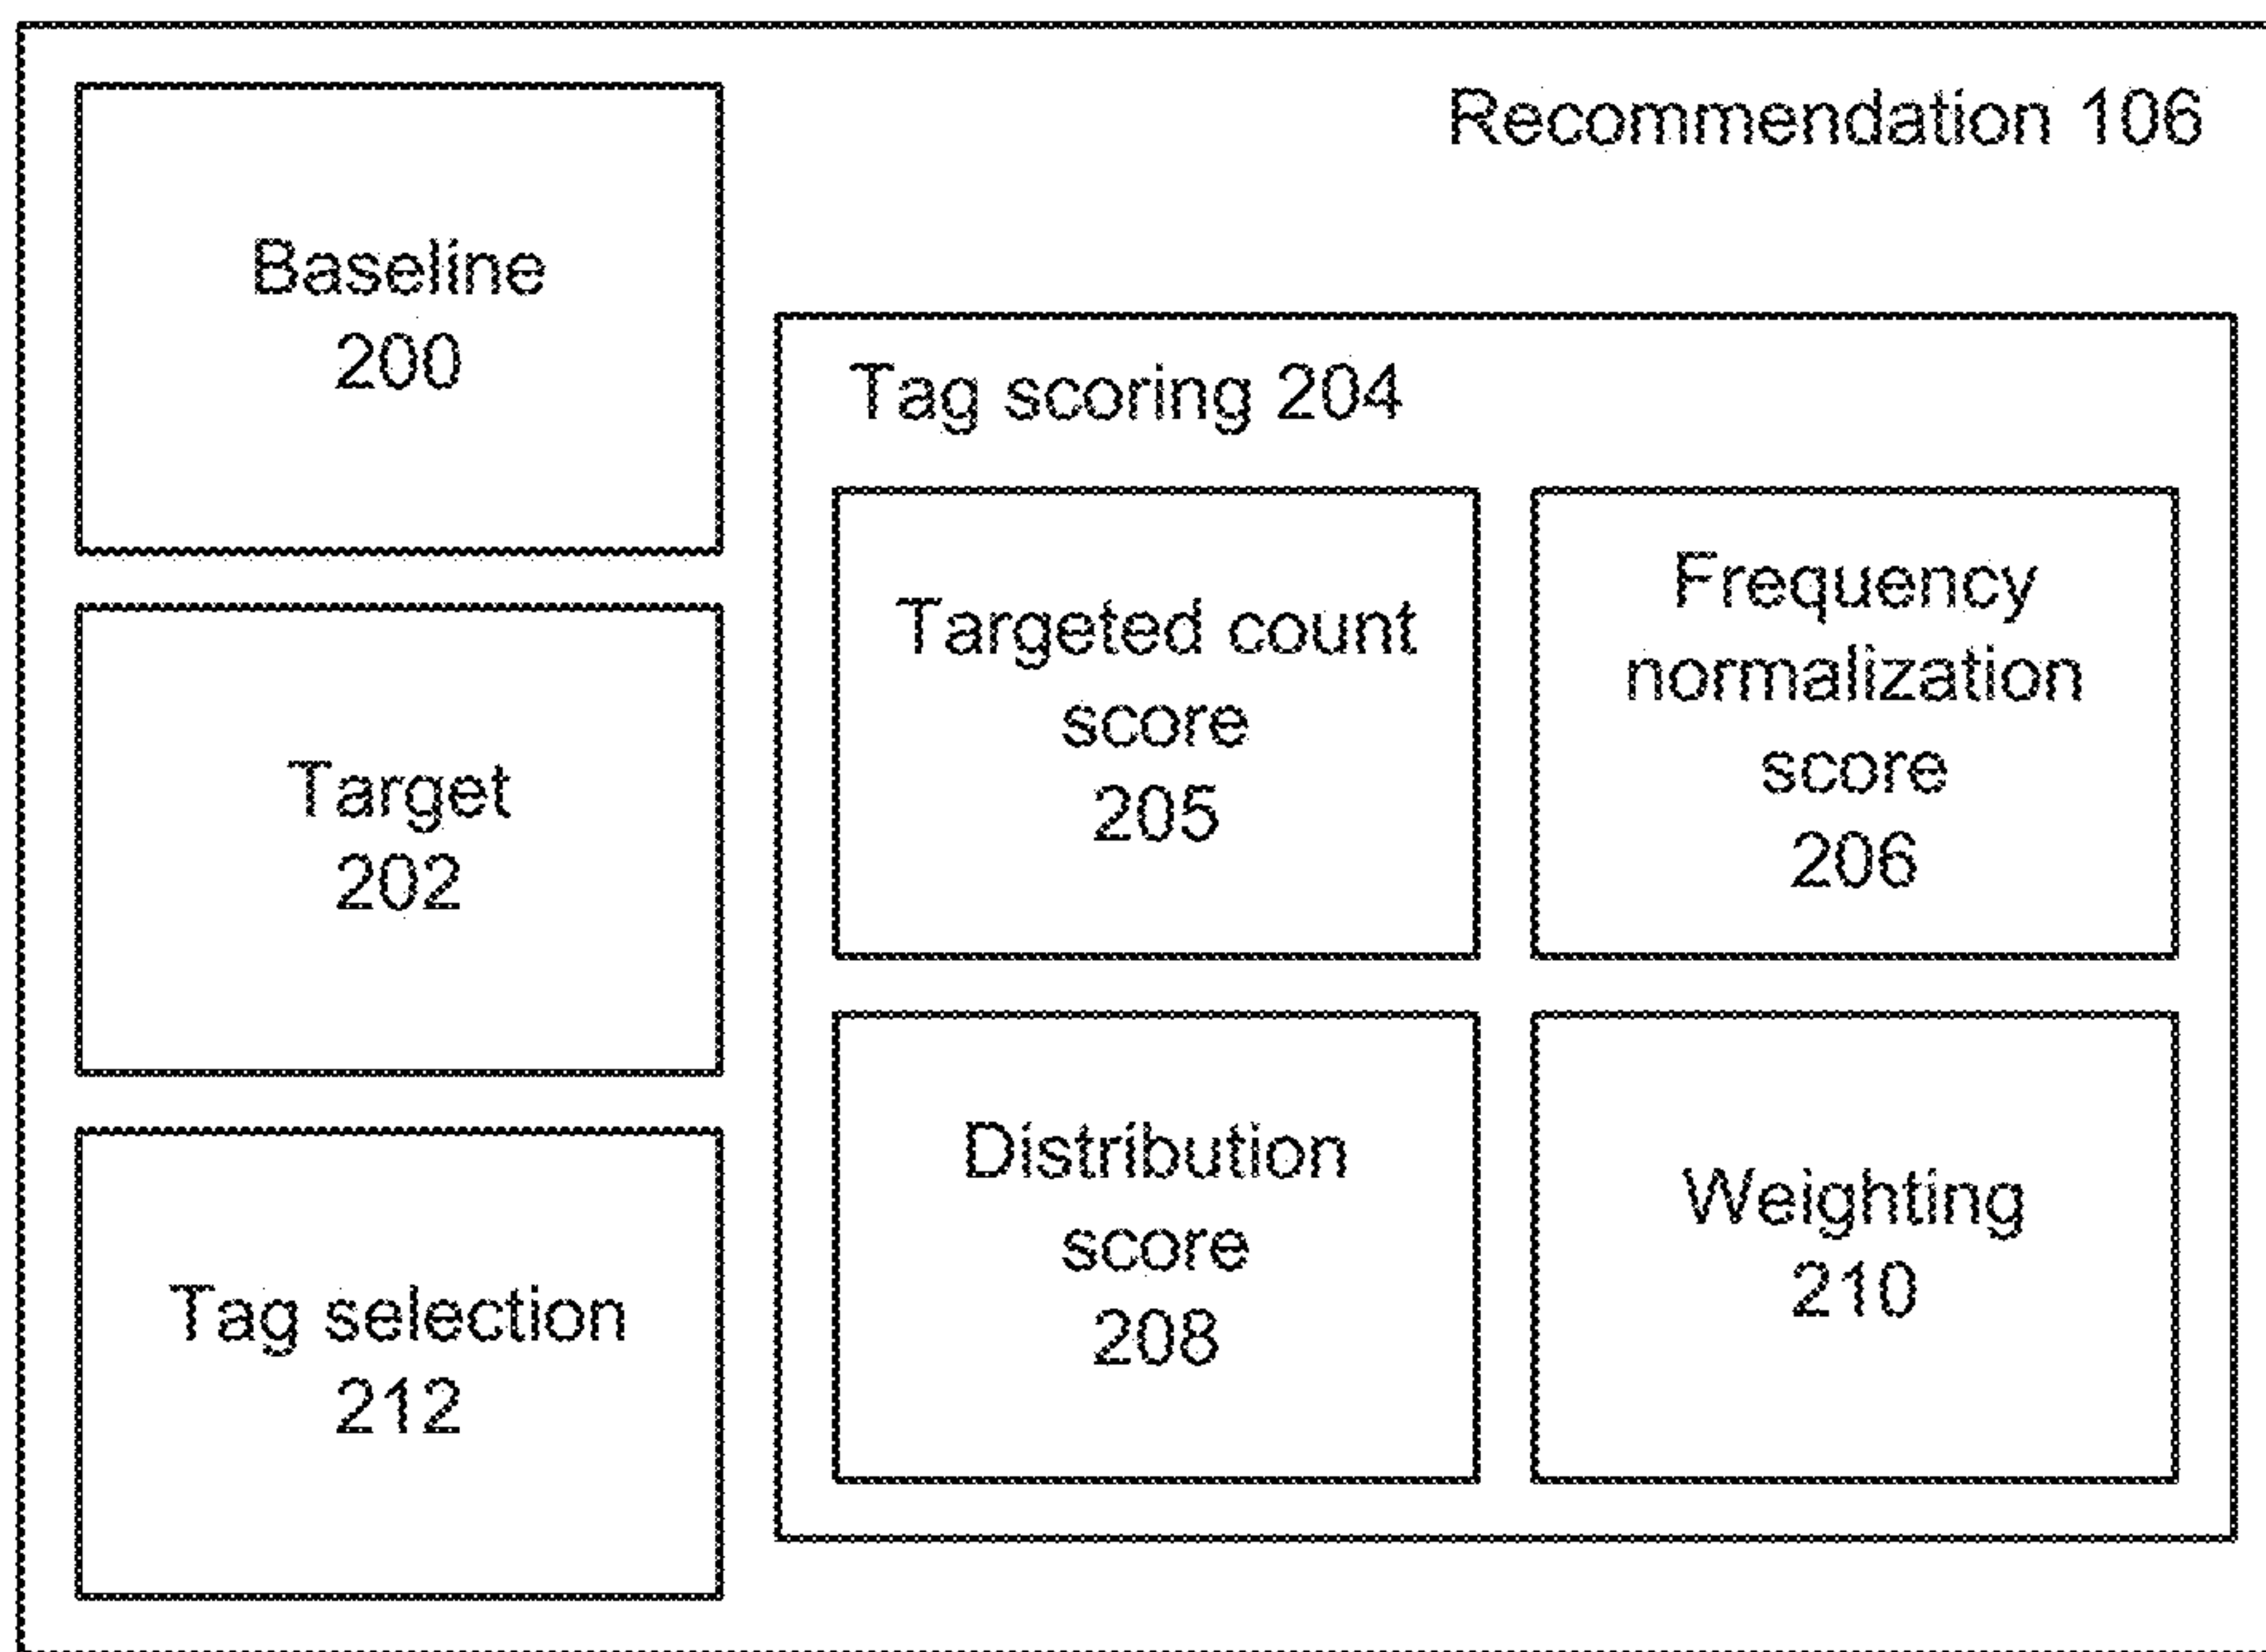 Recommendation 106
Baseline
200
Target
202
Tag selection
212
Tag scoring 204
Targeted count
score
205
Frequency
normalization
score
206
Distribution
score
208
Weighting
210